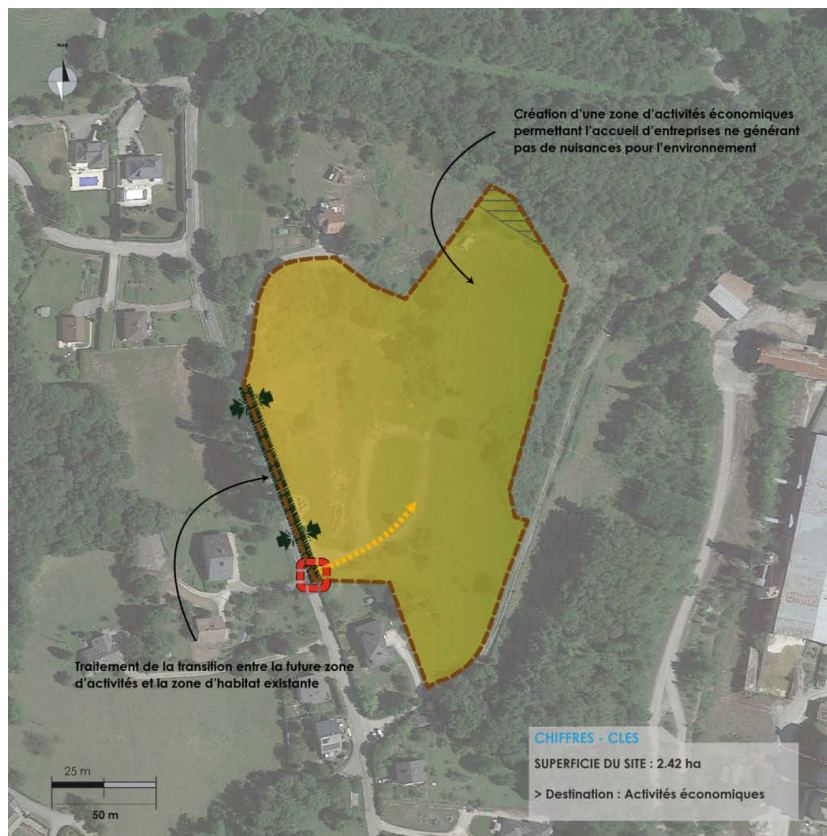 Nord
Création d'une zone d'activités économiques
permettant l'accueil d'entreprises ne générant
pas de nuisances pour l'environnement
Traitement de la transition entre la future zone
d'activités et la zone d'habitat existante
25 m
50 m
CHIFFRES - CLES
SUPERFICIE DU SITE : 2.42 ha
> Destination : Activités économiques